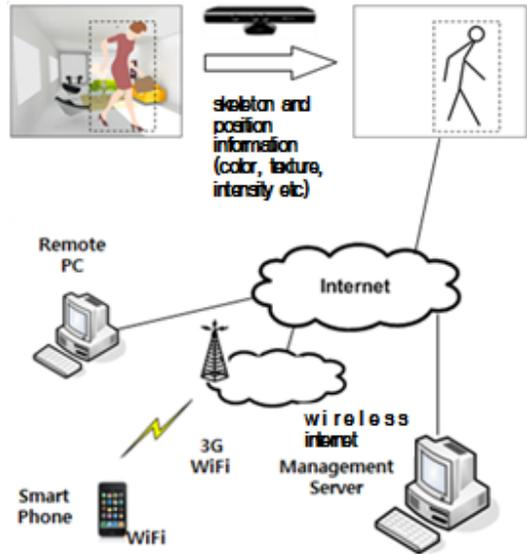 skeleton and
position
information
(color, texture,
intensity etc)
Remote
PC
Internet
wireless
internet
3G
WiFi
Management
Server
Smart
Phone
WiFi